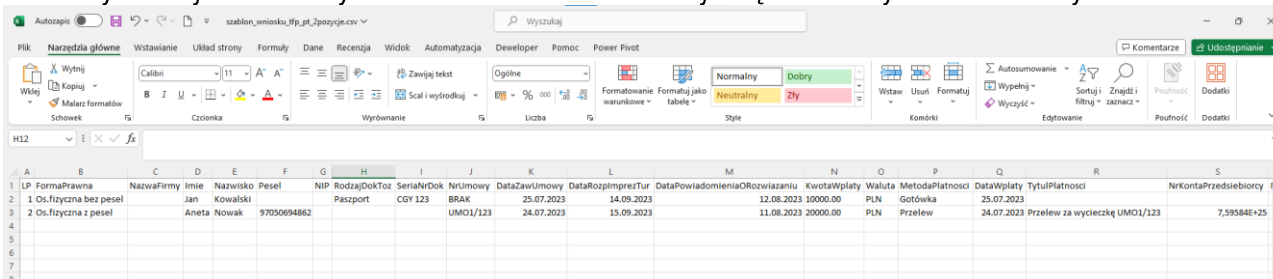 Autozapis szablon_wniosku_tfp_pt_2pozycje.csv Wyszukaj
Plik Narzędzia główne Wstawianie Układ strony Formuły Dane Recenzja Widok Automatyzacja Deweloper Pomoc Power Pivot Komentarze Udostępnianie
Wklej Wytnij Kopiuj Malarz formatów
Calibri 11
B I U
Zawijaj tekst
Scal i wyśrodkuj
Ogólne
% 000
Formatowanie warunkowe Formatuj jako tabelę
Normalny Dobry
Neutralny Zły
Wstaw Usuń Formatuj
Autosumowanie
Wypełnij
Wyczyść
Sortuj i filtruj Znajdź i zaznacz
Poufność
Dodatki
Schowek Czcionka Wyrównanie Liczba Style Komórki Edytowanie Poufność Dodatki
H12 fx
A B C D E F G H I J K L M N O P Q R S
1 LP FormaPrawna NazwaFirmy Imie Nazwisko Pesel NIP RodzajDokToz SeriaNrDok NrUmowy DataZawUmowy DataRozpImprezTur DataPowiadomieniaORozwiazaniu KwotaWplaty Waluta MetodaPlatnosci DataWplaty TytulPlatnosci NrKontaPrzedsiebiorcy
2 1 Os.fizyczna bez pesel Jan Kowalski Paszport CGY 123 BRAK 25.07.2023 14.09.2023 12.08.2023 10000.00 PLN Gotówka 25.07.2023
3 2 Os.fizyczna z pesel Aneta Nowak 97050694862 UMO1/123 24.07.2023 15.09.2023 11.08.2023 20000.00 PLN Przelew 24.07.2023 Przelew za wycieczkę UMO1/123 7,59584E+25
4
5
6
7